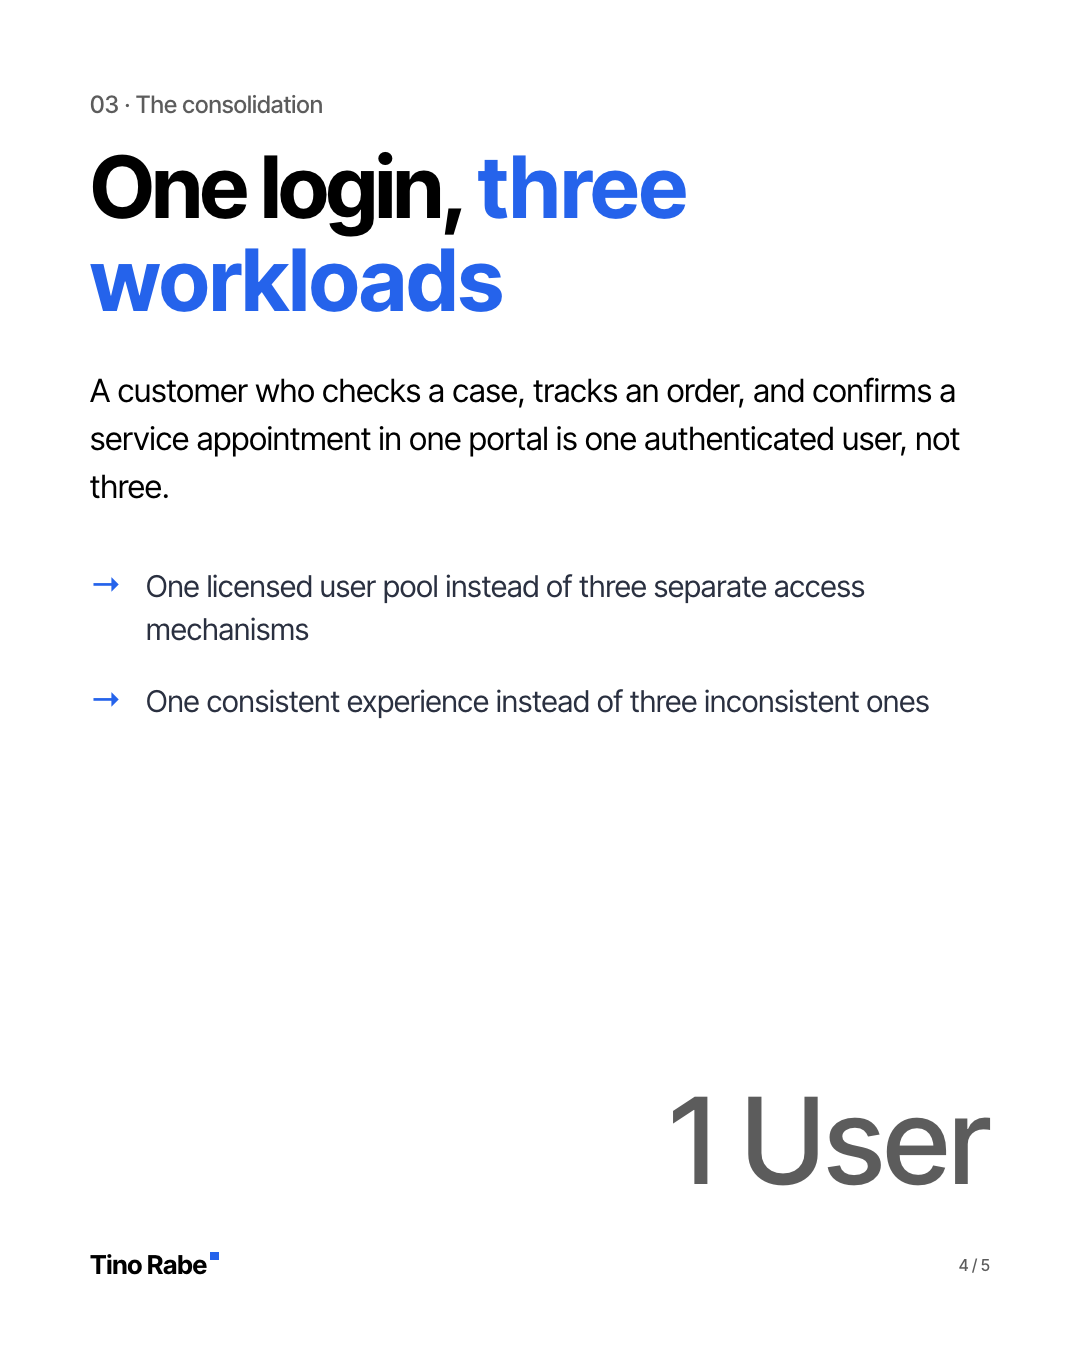 03 · The consolidation
One login, three
workloads
A customer who checks a case, tracks an order, and confirms a
service appointment in one portal is one authenticated user, not
three.
→ One licensed user pool instead of three separate access
mechanisms
→ One consistent experience instead of three inconsistent ones
1 User
Tino Rabe
4 / 5